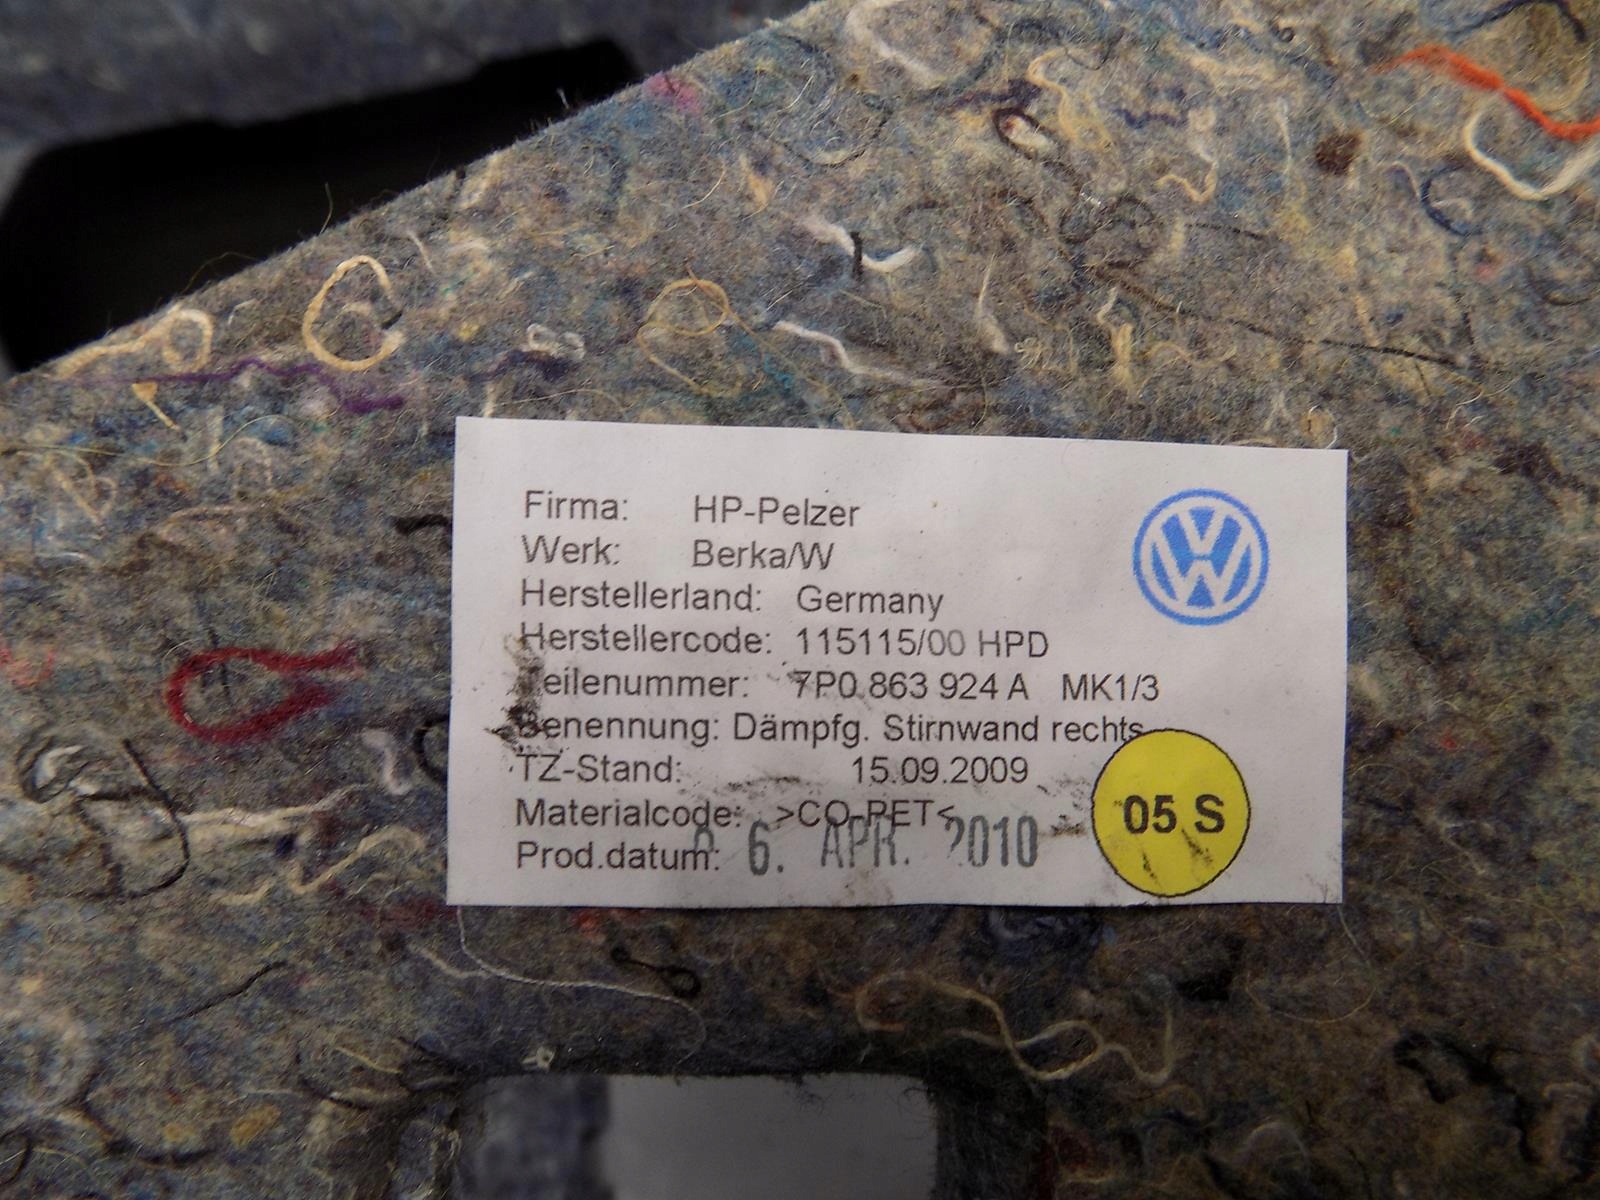 Firma: HP-Pelzer
Werk: Berka/W
Herstellerland: Germany
Herstellercode: 115115/00 HPD
Teilenummer: 7P0 863 924 A MK1/3
Benennung: Dämpfg. Stirnwand rechts
TZ-Stand: 15.09.2009
Materialcode: >CO-PET<
Prod.datum: 6. APR. 2010
05 S
VW